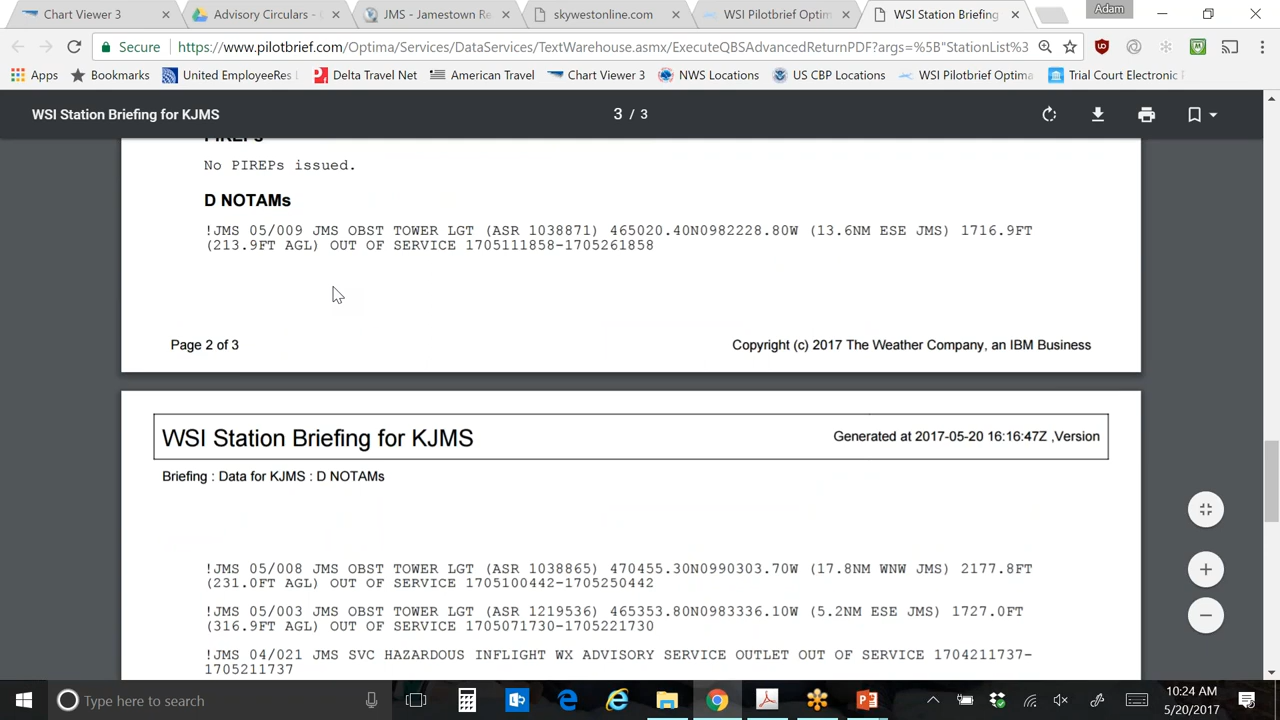 Chart Viewer 3
Advisory Circulars -
JMS - Jamestown Re
skywestonline.com
WSI Pilotbrief Optim
WSI Station Briefing
Adam
Secure
https://www.pilotbrief.com/Optima/Services/DataServices/TextWarehouse.asmx/ExecuteQBSAdvancedReturnPDF?args=%5B"StationList%3
Apps
Bookmarks
United EmployeeRes
Delta Travel Net
American Travel
Chart Viewer 3
NWS Locations
US CBP Locations
WSI Pilotbrief Optima
Trial Court Electronic
WSI Station Briefing for KJMS
3 / 3
PIREPs
No PIREPs issued.
D NOTAMs
!JMS 05/009 JMS OBST TOWER LGT (ASR 1038871) 465020.40N0982228.80W (13.6NM ESE JMS) 1716.9FT
(213.9FT AGL) OUT OF SERVICE 1705111858-1705261858
Page 2 of 3
Copyright (c) 2017 The Weather Company, an IBM Business
WSI Station Briefing for KJMS
Generated at 2017-05-20 16:16:47Z ,Version
Briefing : Data for KJMS : D NOTAMs
!JMS 05/008 JMS OBST TOWER LGT (ASR 1038865) 470455.30N0990303.70W (17.8NM WNW JMS) 2177.8FT
(231.0FT AGL) OUT OF SERVICE 1705100442-1705250442
!JMS 05/003 JMS OBST TOWER LGT (ASR 1219536) 465353.80N0983336.10W (5.2NM ESE JMS) 1727.0FT
(316.9FT AGL) OUT OF SERVICE 1705071730-1705221730
!JMS 04/021 JMS SVC HAZARDOUS INFLIGHT WX ADVISORY SERVICE OUTLET OUT OF SERVICE 1704211737-
1705211737
Type here to search
10:24 AM
5/20/2017